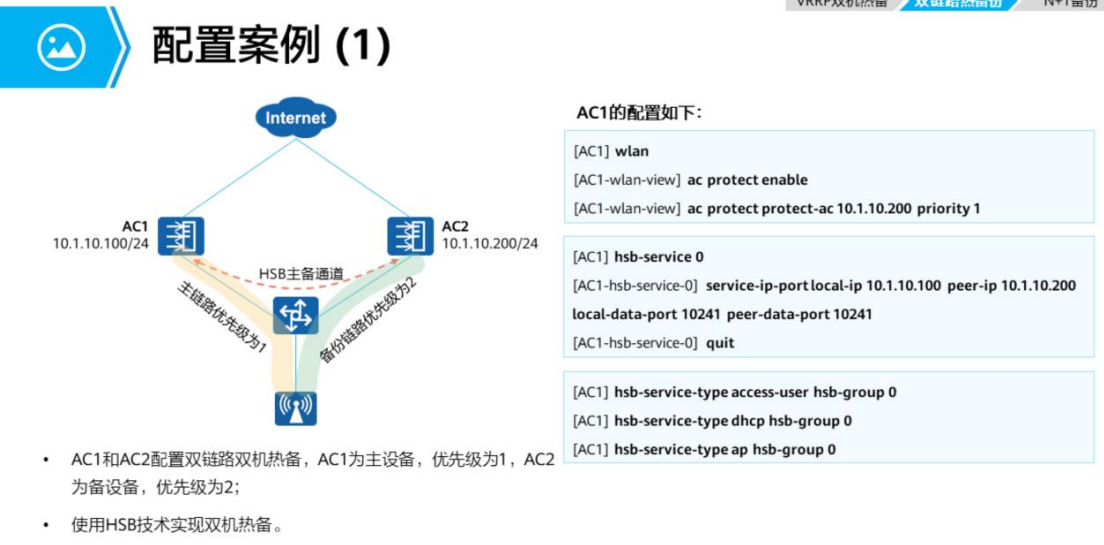 VRRP双机热备
双链路热备份
N+1备份
配置案例 (1)
Internet
AC1
10.1.10.100/24
AC2
10.1.10.200/24
HSB主备通道
主链路优先级为1
备份链路优先级为2
AC1和AC2配置双链路双机热备，AC1为主设备，优先级为1，AC2
为备设备，优先级为2；
使用HSB技术实现双机热备。
AC1的配置如下：
[AC1] wlan
[AC1-wlan-view] ac protect enable
[AC1-wlan-view] ac protect protect-ac 10.1.10.200 priority 1
[AC1] hsb-service 0
[AC1-hsb-service-0] service-ip-port local-ip 10.1.10.100 peer-ip 10.1.10.200
local-data-port 10241 peer-data-port 10241
[AC1-hsb-service-0] quit
[AC1] hsb-service-type access-user hsb-group 0
[AC1] hsb-service-type dhcp hsb-group 0
[AC1] hsb-service-type ap hsb-group 0